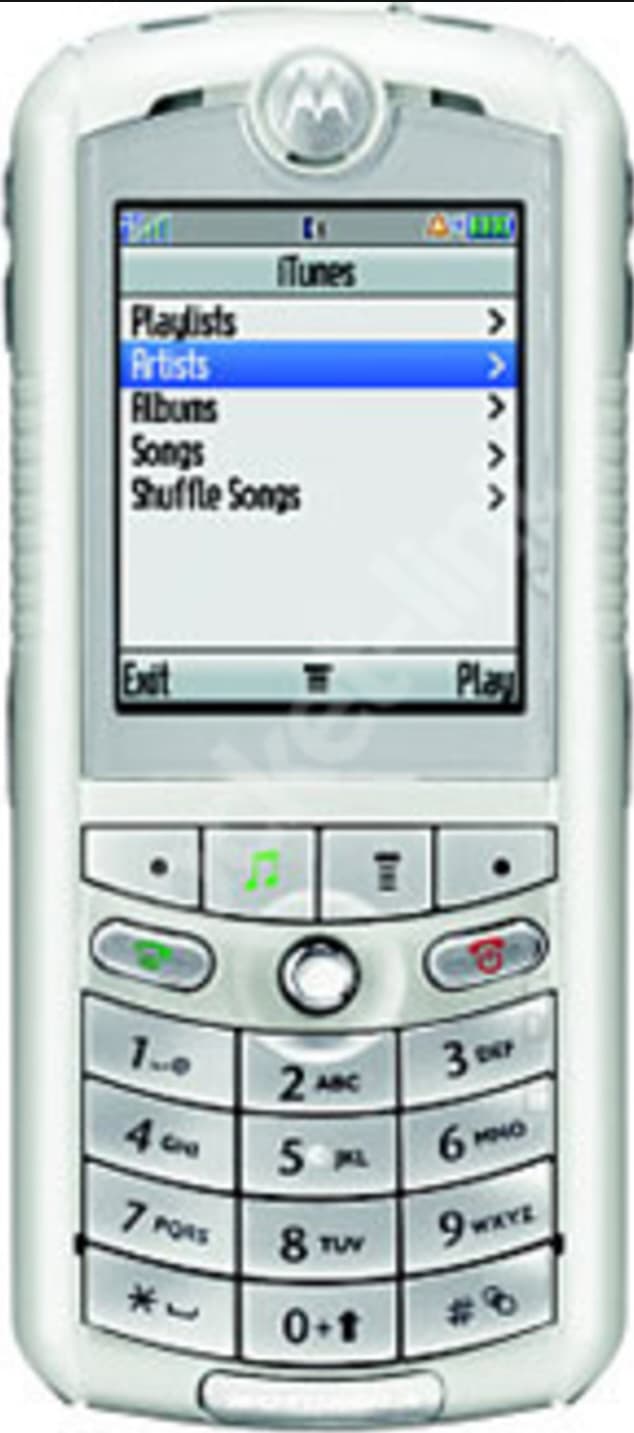 iTunes
Playlists >
Artists >
Albums >
Songs >
Shuffle Songs >
Exit Play
1
2 ABC
3 DEF
4 GHI
5 JKL
6 MNO
7 PQRS
8 TUV
9 WXYZ
*
0 +
#